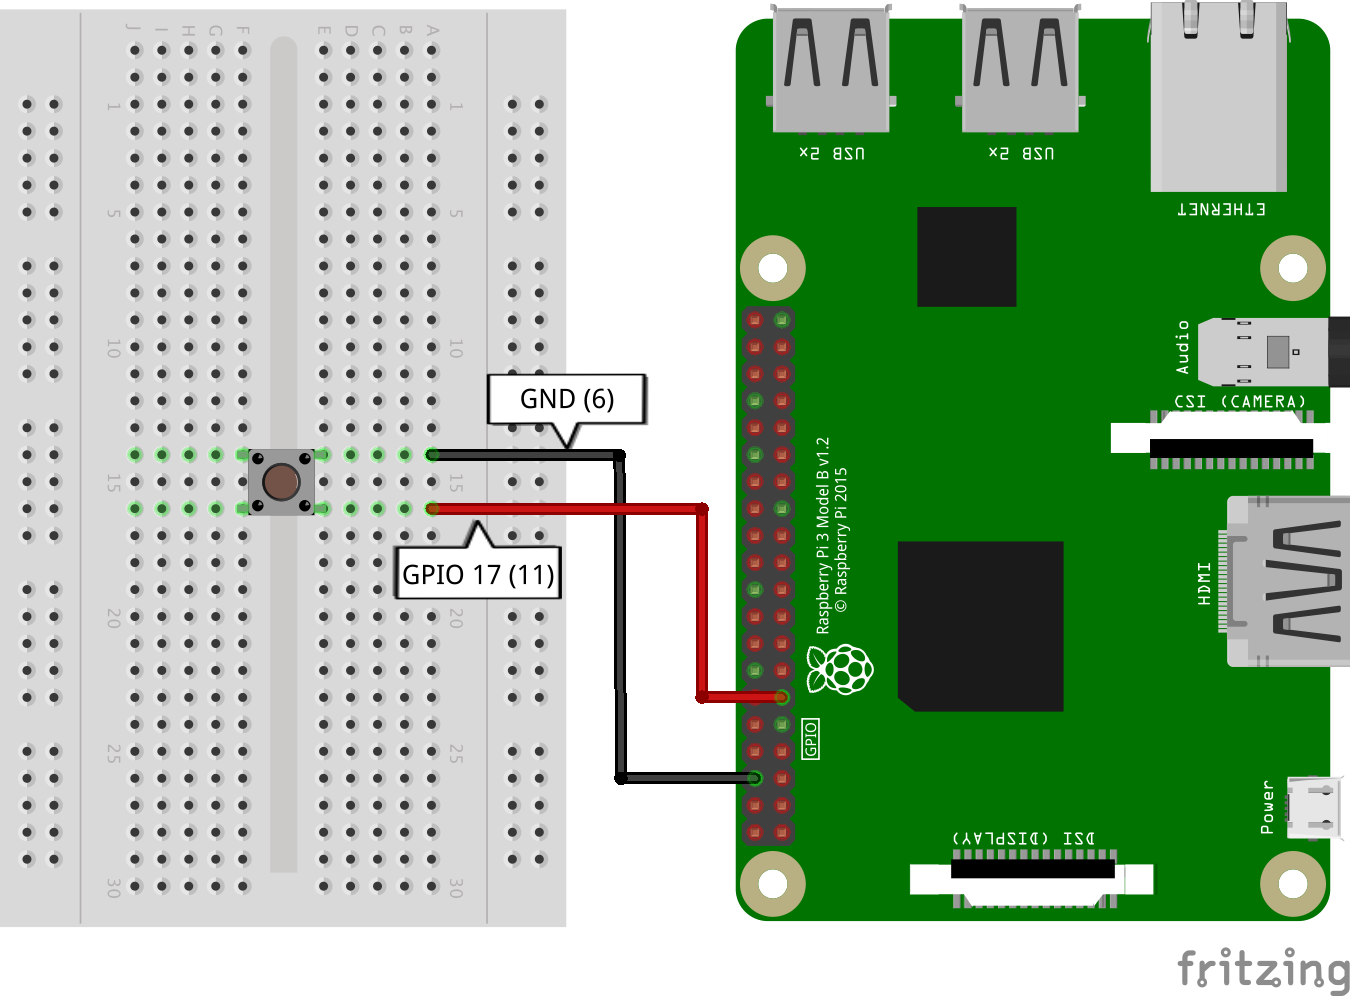 J I H G F E D C B A
1 1
5 5
10 10
15 15
20 20
25 25
30 30
GND (6)
GPIO 17 (11)
USB 2x
USB 2x
ETHERNET
Audio
CSI (CAMERA)
Raspberry Pi 3 Model B v1.2
© Raspberry Pi 2015
HDMI
GPIO
Power
DSI (DISPLAY)
fritzing